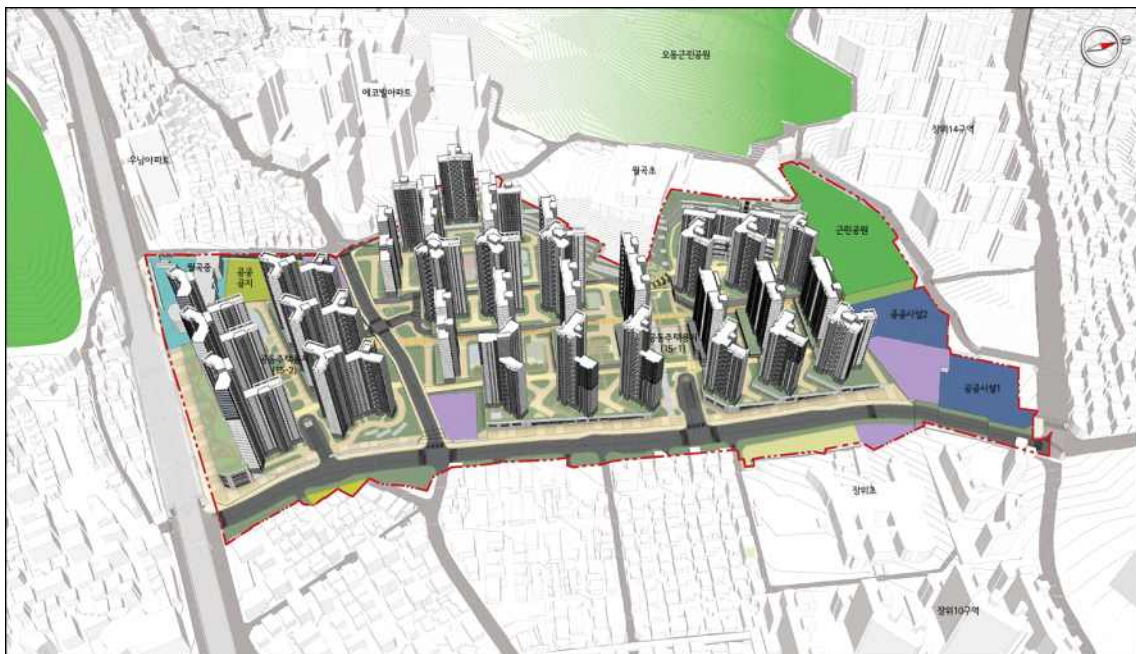 오동근린공원
에코빌아파트
장위14구역
우남아파트
월곡초
근린공원
월곡중
공공
공지
공공시설2
공동주택용지
(15-2)
공동주택용지
(15-1)
공공시설1
장위초
장위10구역